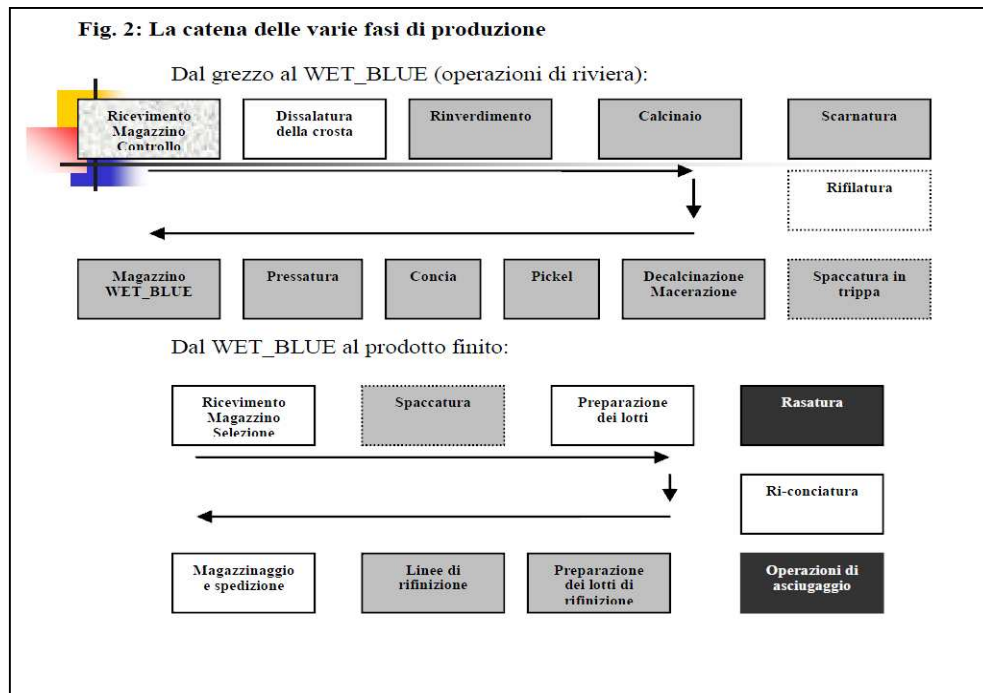 Fig. 2: La catena delle varie fasi di produzione
Dal grezzo al WET_BLUE (operazioni di riviera):
Ricevimento
Magazzino
Controllo
Dissalatura
della crosta
Rinverdimento
Calcinaio
Scarnatura
Rifilatura
Magazzino
WET_BLUE
Pressatura
Concia
Pickel
Decalcinazione
Macerazione
Spaccatura in
trippa
Dal WET_BLUE al prodotto finito:
Ricevimento
Magazzino
Selezione
Spaccatura
Preparazione
dei lotti
Rasatura
Ri-conciatura
Magazzinaggio
e spedizione
Linee di
rifinizione
Preparazione
dei lotti di
rifinizione
Operazioni di
asciugaggio